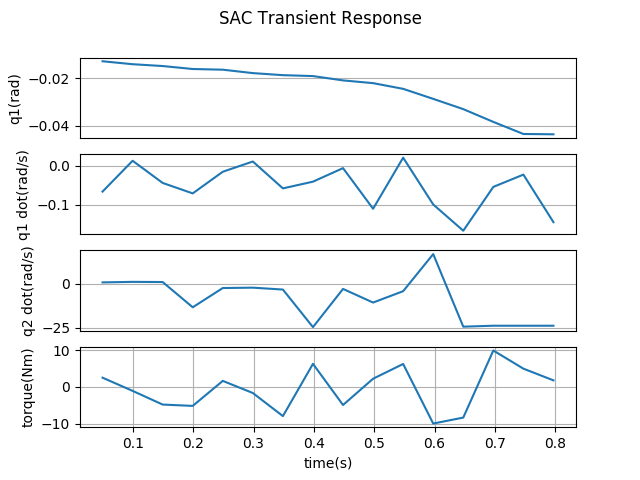 SAC Transient Response
q1(rad)
−0.02
−0.04
q1 dot(rad/s)
0.0
−0.1
q2 dot(rad/s)
0
−25
torque(Nm)
10
0
−10
0.1 0.2 0.3 0.4 0.5 0.6 0.7 0.8
time(s)